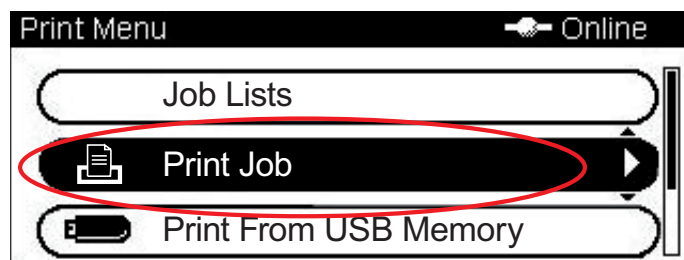 Print Menu Online
Job Lists
Print Job
Print From USB Memory